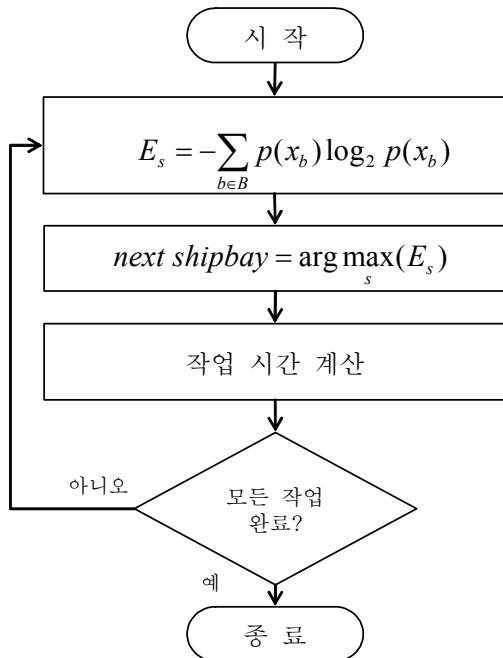 시 작
E_s = -∑_{b∈B} p(x_b) log_2 p(x_b)
next shipbay = arg max_s (E_s)
작업 시간 계산
아니오
모든 작업
완료?
예
종 료